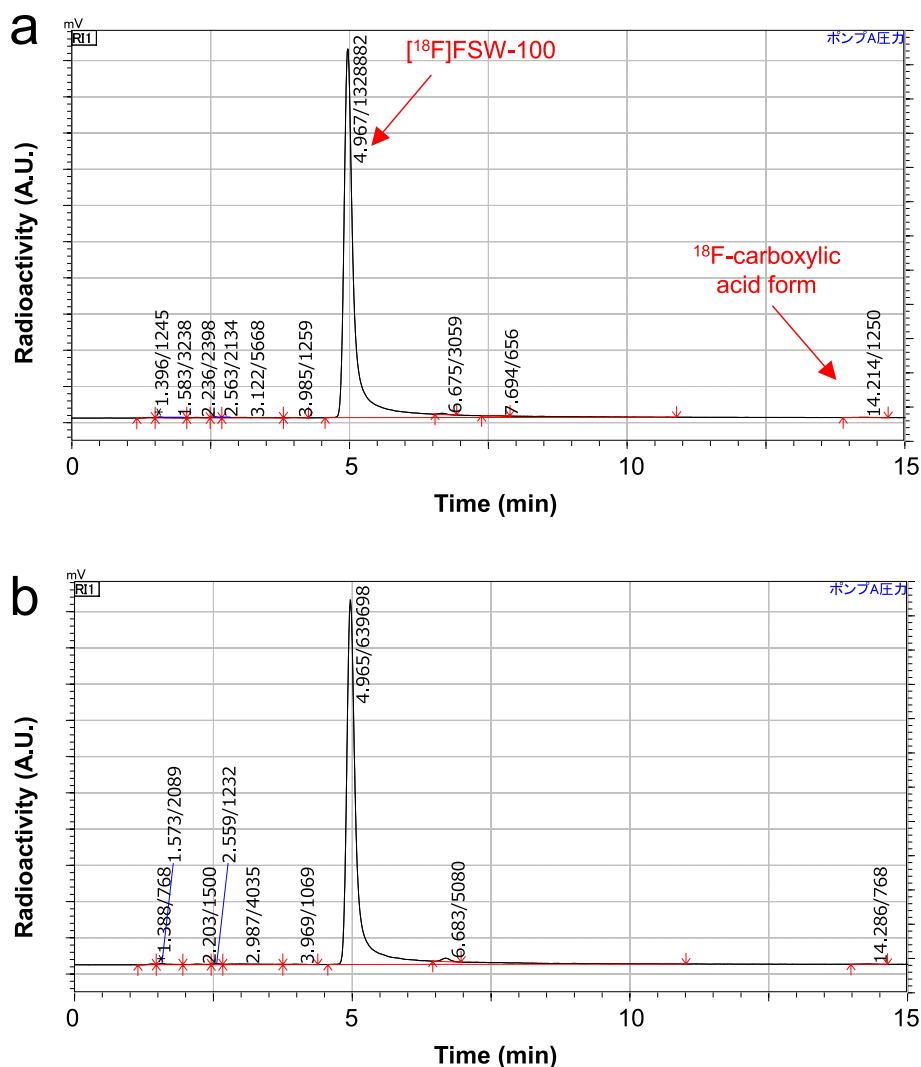 a
mV
RI1
ポンプA圧力
4.967/1328882
[18F]FSW-100
18F-carboxylic
acid form
*1.396/1245
1.583/3238
2.236/2398
2.563/2134
3.122/5668
3.985/1259
6.675/3059
7.694/656
14.214/1250
Radioactivity (A.U.)
0
5
10
15
Time (min)
b
mV
RI1
ポンプA圧力
4.965/639698
*1.388/768
1.573/2089
2.203/1500
2.559/1232
2.987/4035
3.969/1069
6.683/5080
14.286/768
Radioactivity (A.U.)
0
5
10
15
Time (min)